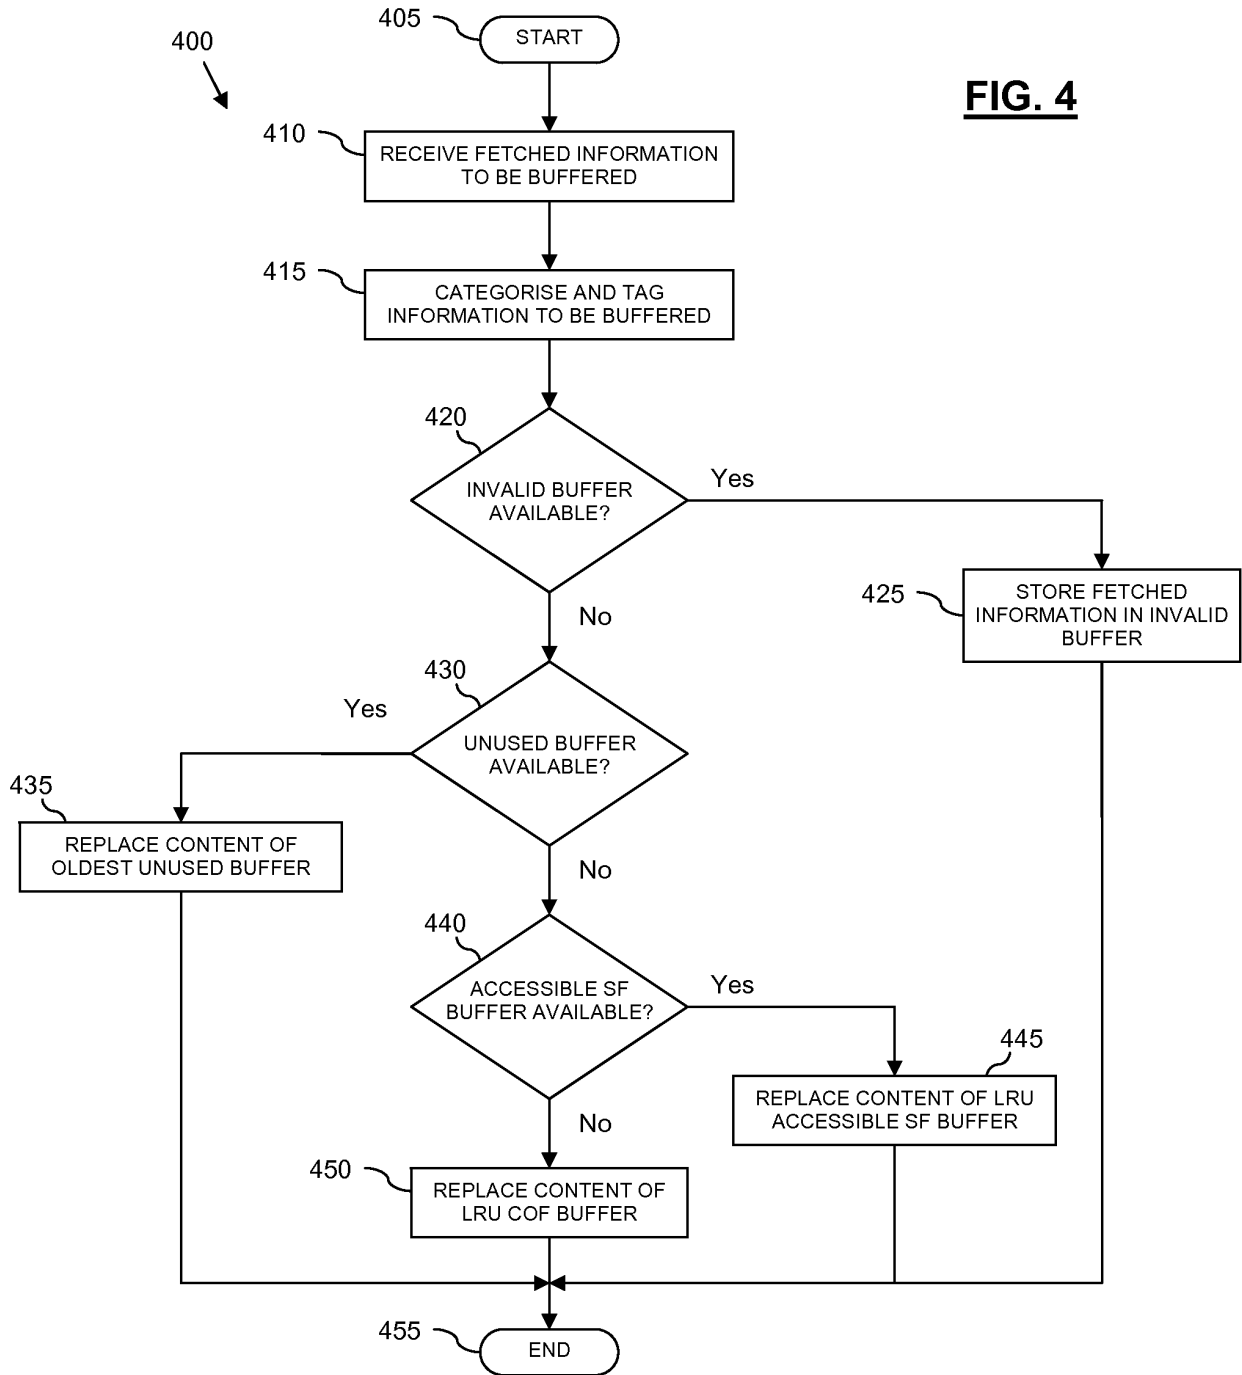 405
START
400
FIG. 4
410
RECEIVE FETCHED INFORMATION
TO BE BUFFERED
415
CATEGORISE AND TAG
INFORMATION TO BE BUFFERED
420
INVALID BUFFER
AVAILABLE?
Yes
No
425
STORE FETCHED
INFORMATION IN INVALID
BUFFER
430
Yes
UNUSED BUFFER
AVAILABLE?
435
REPLACE CONTENT OF
OLDEST UNUSED BUFFER
No
440
ACCESSIBLE SF
BUFFER AVAILABLE?
Yes
445
REPLACE CONTENT OF LRU
ACCESSIBLE SF BUFFER
No
450
REPLACE CONTENT OF
LRU COF BUFFER
455
END